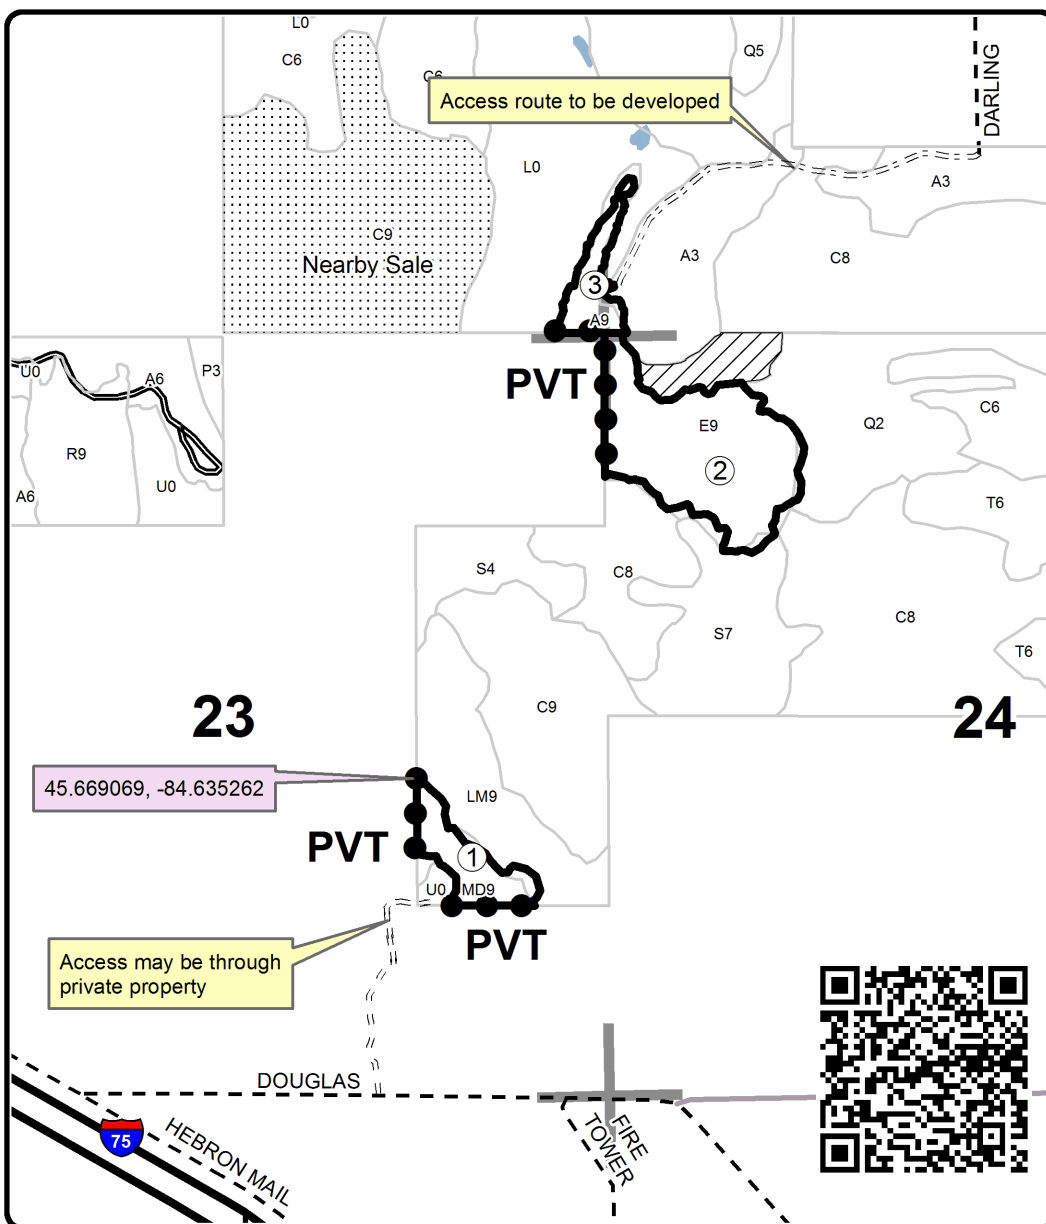 L0
C6
C6
Q5
DARLING
Access route to be developed
L0
A3
C9
Nearby Sale
A3
C8
3
A9
U0
A6
P3
PVT
E9
C6
Q2
R9
2
U0
A6
T6
S4
C8
C8
S7
T6
23
C9
24
45.669069, -84.635262
LM9
PVT
1
U0
MD9
PVT
Access may be through
private property
DOUGLAS
75
HEBRON MAIL
FIRE
TOWER